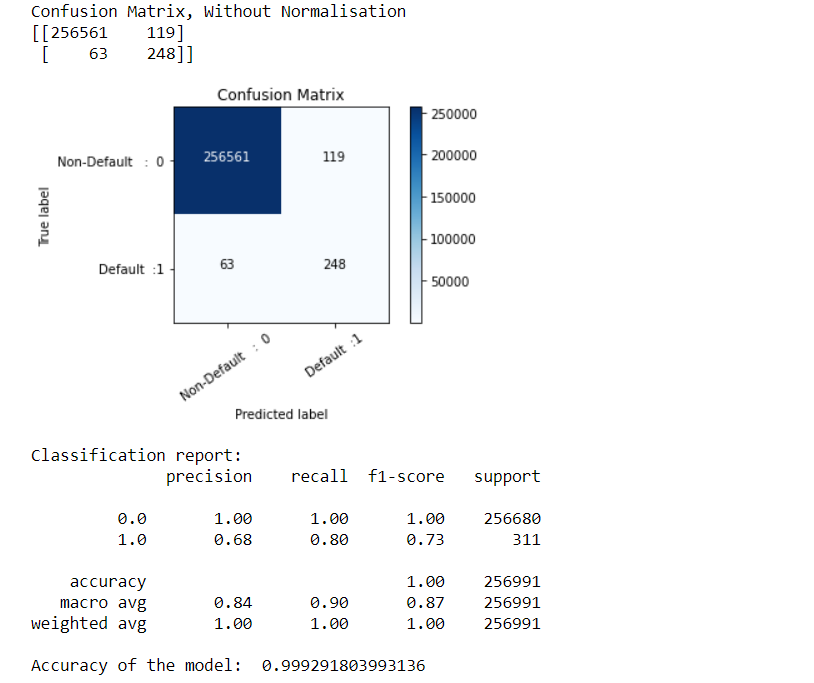 Confusion Matrix, Without Normalisation
[[256561    119]
 [    63    248]]
Confusion Matrix
Non-Default  : 0
Default :1
True label
256561 119
63 248
250000
200000
150000
100000
50000
Non-Default  : 0
Default :1
Predicted label
Classification report:
              precision    recall  f1-score   support
         0.0       1.00      1.00      1.00    256680
         1.0       0.68      0.80      0.73       311
    accuracy                           1.00    256991
   macro avg       0.84      0.90      0.87    256991
weighted avg       1.00      1.00      1.00    256991
Accuracy of the model:  0.999291803993136